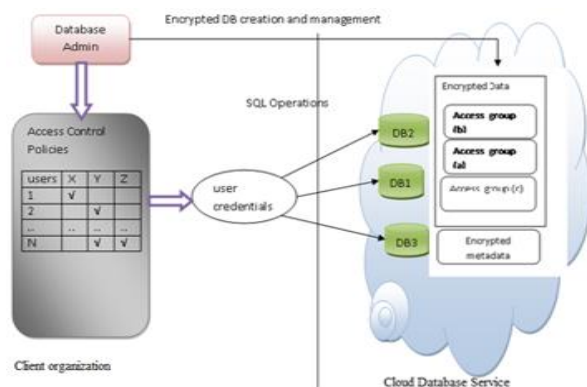 Database
Admin
Encrypted DB creation and management
SQL Operations
Access Control
Policies
users X Y Z
1 √
2 √
.. .. .. ..
N √ √
user
credentials
DB2
DB1
DB3
Encrypted Data
Access group
(b)
Access group
(a)
Access group (c)
Encrypted
metadata
Client organization
Cloud Database Service